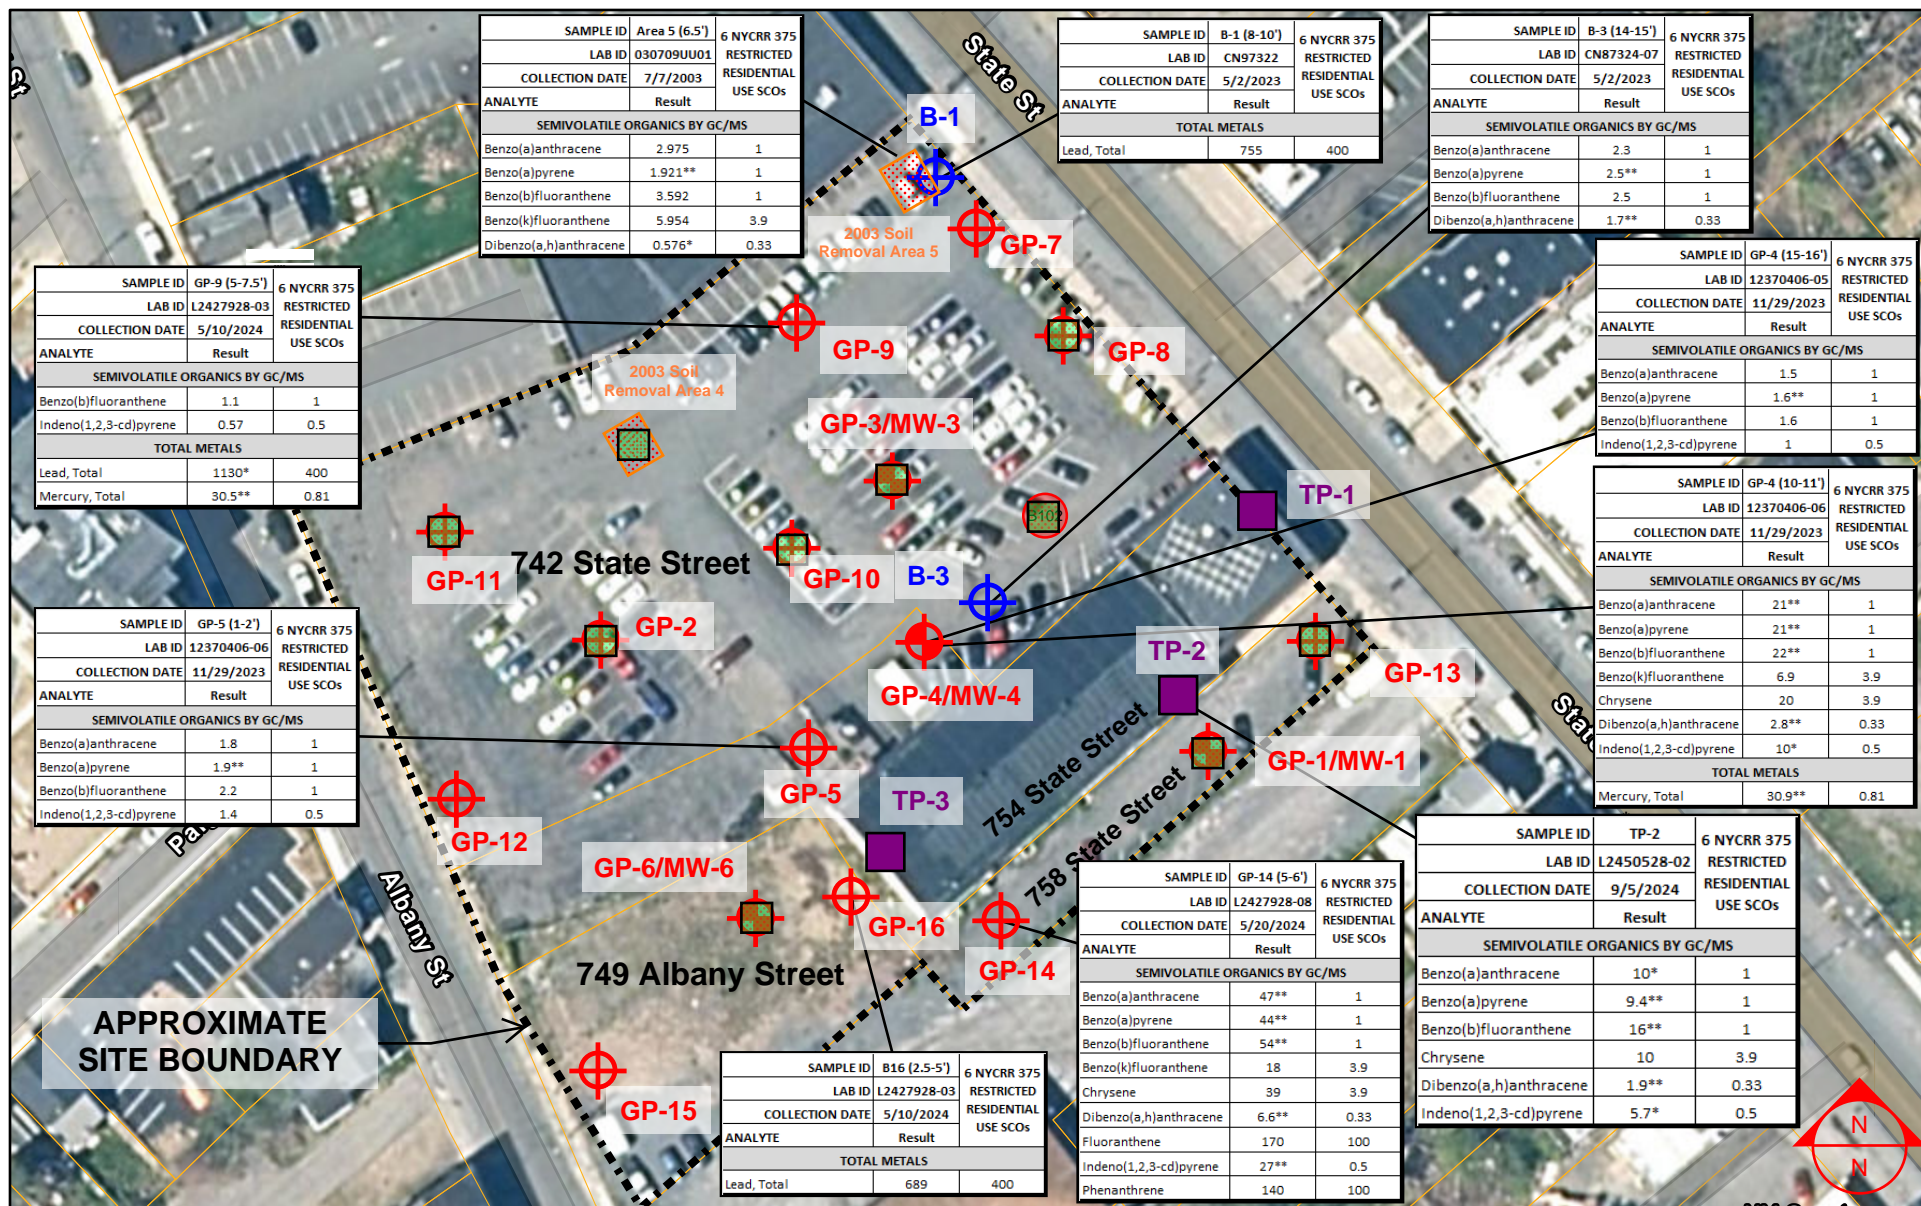 SAMPLE ID Area 5 (6.5') 6 NYCRR 375
LAB ID 030709UU01 RESTRICTED
COLLECTION DATE 7/7/2003 RESIDENTIAL
ANALYTE Result USE SCOs
SEMIVOLATILE ORGANICS BY GC/MS
Benzo(a)anthracene 2.975 1
Benzo(a)pyrene 1.921** 1
Benzo(b)fluoranthene 3.592 1
Benzo(k)fluoranthene 5.954 3.9
Dibenzo(a,h)anthracene 0.576* 0.33
SAMPLE ID B-1 (8-10') 6 NYCRR 375
LAB ID CN97322 RESTRICTED
COLLECTION DATE 5/2/2023 RESIDENTIAL
ANALYTE Result USE SCOs
TOTAL METALS
Lead, Total 755 400
SAMPLE ID B-3 (14-15') 6 NYCRR 375
LAB ID CN87324-07 RESTRICTED
COLLECTION DATE 5/2/2023 RESIDENTIAL
ANALYTE Result USE SCOs
SEMIVOLATILE ORGANICS BY GC/MS
Benzo(a)anthracene 2.3 1
Benzo(a)pyrene 2.5** 1
Benzo(b)fluoranthene 2.5 1
Dibenzo(a,h)anthracene 1.7** 0.33
SAMPLE ID GP-4 (15-16') 6 NYCRR 375
LAB ID 12370406-05 RESTRICTED
COLLECTION DATE 11/29/2023 RESIDENTIAL
ANALYTE Result USE SCOs
SEMIVOLATILE ORGANICS BY GC/MS
Benzo(a)anthracene 1.5 1
Benzo(a)pyrene 1.6** 1
Benzo(b)fluoranthene 1.6 1
Indeno(1,2,3-cd)pyrene 1 0.5
SAMPLE ID GP-9 (5-7.5') 6 NYCRR 375
LAB ID L2427928-03 RESTRICTED
COLLECTION DATE 5/10/2024 RESIDENTIAL
ANALYTE Result USE SCOs
SEMIVOLATILE ORGANICS BY GC/MS
Benzo(b)fluoranthene 1.1 1
Indeno(1,2,3-cd)pyrene 0.57 0.5
TOTAL METALS
Lead, Total 1130* 400
Mercury, Total 30.5** 0.81
SAMPLE ID GP-4 (10-11') 6 NYCRR 375
LAB ID 12370406-06 RESTRICTED
COLLECTION DATE 11/29/2023 RESIDENTIAL
ANALYTE Result USE SCOs
SEMIVOLATILE ORGANICS BY GC/MS
Benzo(a)anthracene 21** 1
Benzo(a)pyrene 21** 1
Benzo(b)fluoranthene 22** 1
Benzo(k)fluoranthene 6.9 3.9
Chrysene 20 3.9
Dibenzo(a,h)anthracene 2.8** 0.33
Indeno(1,2,3-cd)pyrene 10* 0.5
TOTAL METALS
Mercury, Total 30.9** 0.81
SAMPLE ID GP-5 (1-2') 6 NYCRR 375
LAB ID 12370406-06 RESTRICTED
COLLECTION DATE 11/29/2023 RESIDENTIAL
ANALYTE Result USE SCOs
SEMIVOLATILE ORGANICS BY GC/MS
Benzo(a)anthracene 1.8 1
Benzo(a)pyrene 1.9** 1
Benzo(b)fluoranthene 2.2 1
Indeno(1,2,3-cd)pyrene 1.4 0.5
SAMPLE ID TP-2 6 NYCRR 375
LAB ID L2450528-02 RESTRICTED
COLLECTION DATE 9/5/2024 RESIDENTIAL
ANALYTE Result USE SCOs
SEMIVOLATILE ORGANICS BY GC/MS
Benzo(a)anthracene 10* 1
Benzo(a)pyrene 9.4** 1
Benzo(b)fluoranthene 16** 1
Chrysene 10 3.9
Dibenzo(a,h)anthracene 1.9** 0.33
Indeno(1,2,3-cd)pyrene 5.7* 0.5
SAMPLE ID GP-14 (5-6') 6 NYCRR 375
LAB ID L2427928-08 RESTRICTED
COLLECTION DATE 5/20/2024 RESIDENTIAL
ANALYTE Result USE SCOs
SEMIVOLATILE ORGANICS BY GC/MS
Benzo(a)anthracene 47** 1
Benzo(a)pyrene 44** 1
Benzo(b)fluoranthene 54** 1
Benzo(k)fluoranthene 18 3.9
Chrysene 39 3.9
Dibenzo(a,h)anthracene 6.6** 0.33
Fluoranthene 170 100
Indeno(1,2,3-cd)pyrene 27** 0.5
Phenanthrene 140 100
SAMPLE ID B16 (2.5-5') 6 NYCRR 375
LAB ID L2427928-03 RESTRICTED
COLLECTION DATE 5/10/2024 RESIDENTIAL
ANALYTE Result USE SCOs
TOTAL METALS
Lead, Total 689 400
State St
B-1
2003 Soil
Removal Area 5
GP-7
GP-9
GP-8
2003 Soil
Removal Area 4
GP-3/MW-3
TP-1
B102
GP-11
742 State Street
GP-10
B-3
GP-2
TP-2
GP-13
GP-4/MW-4
754 State Street
GP-1/MW-1
GP-5
TP-3
758 State Street
GP-12
GP-6/MW-6
GP-16
GP-14
749 Albany Street
Albany St
APPROXIMATE
SITE BOUNDARY
GP-15
N
N